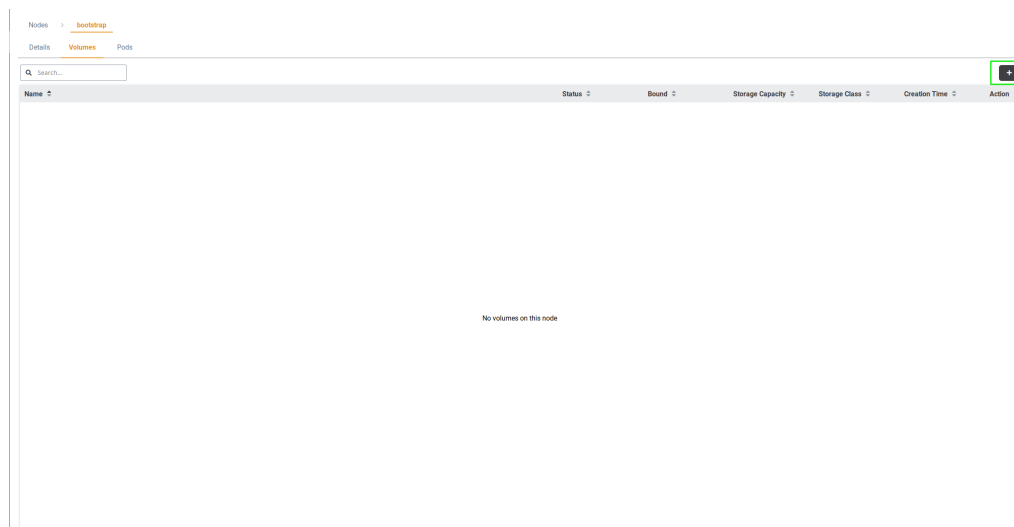 Nodes > bootstrap
Details Volumes Pods
Search...
+
Name Status Bound Storage Capacity Storage Class Creation Time Action
No volumes on this node